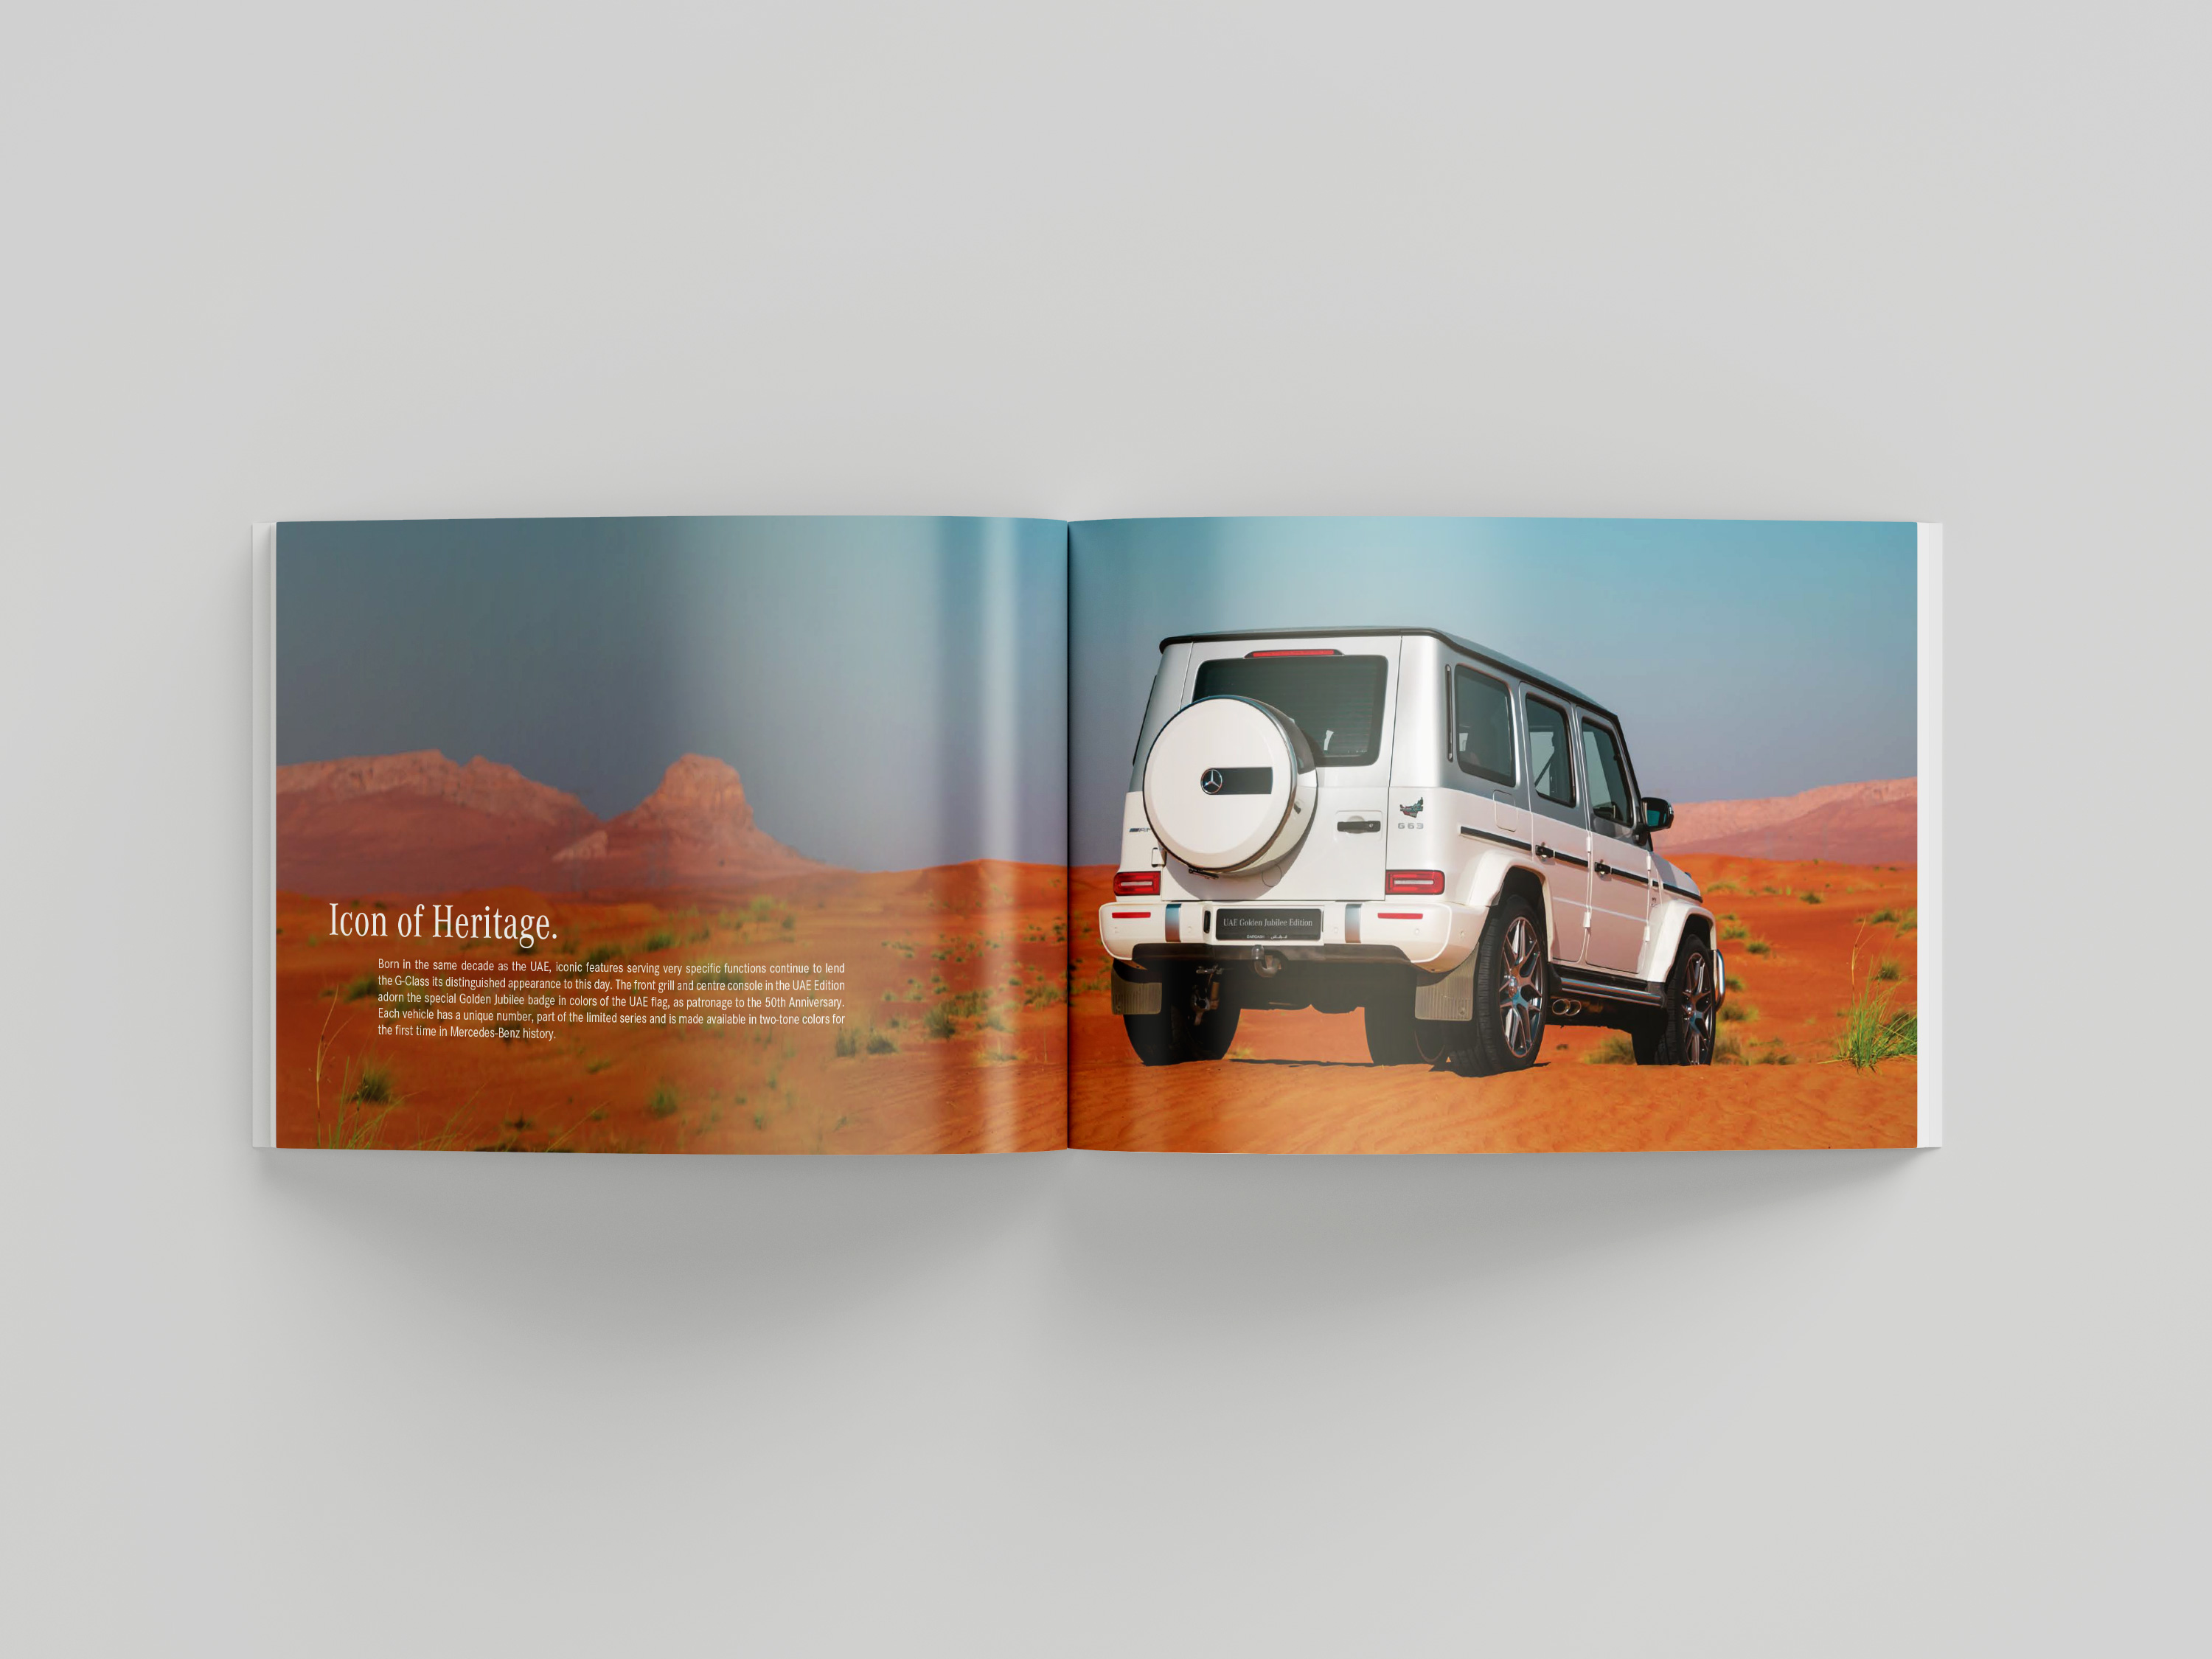 Icon of Heritage.
Born in the same decade as the UAE, iconic features serving very specific functions continue to lend
the G-Class its distinguished appearance to this day. The front grill and centre console in the UAE Edition
adorn the special Golden Jubilee badge in colors of the UAE flag, as patronage to the 50th Anniversary.
Each vehicle has a unique number, part of the limited series and is made available in two-tone colors for
the first time in Mercedes-Benz history.
G63
UAE Golden Jubilee Edition